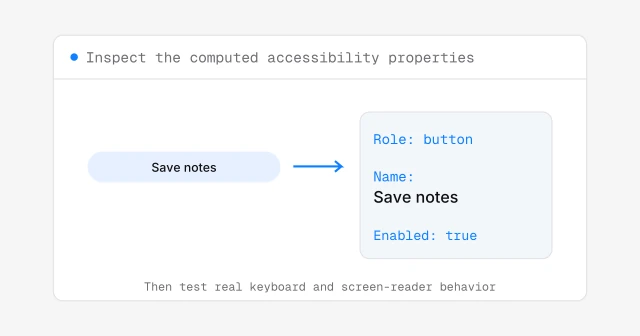 Inspect the computed accessibility properties
Save notes
Role: button
Name:
Save notes
Enabled: true
Then test real keyboard and screen-reader behavior